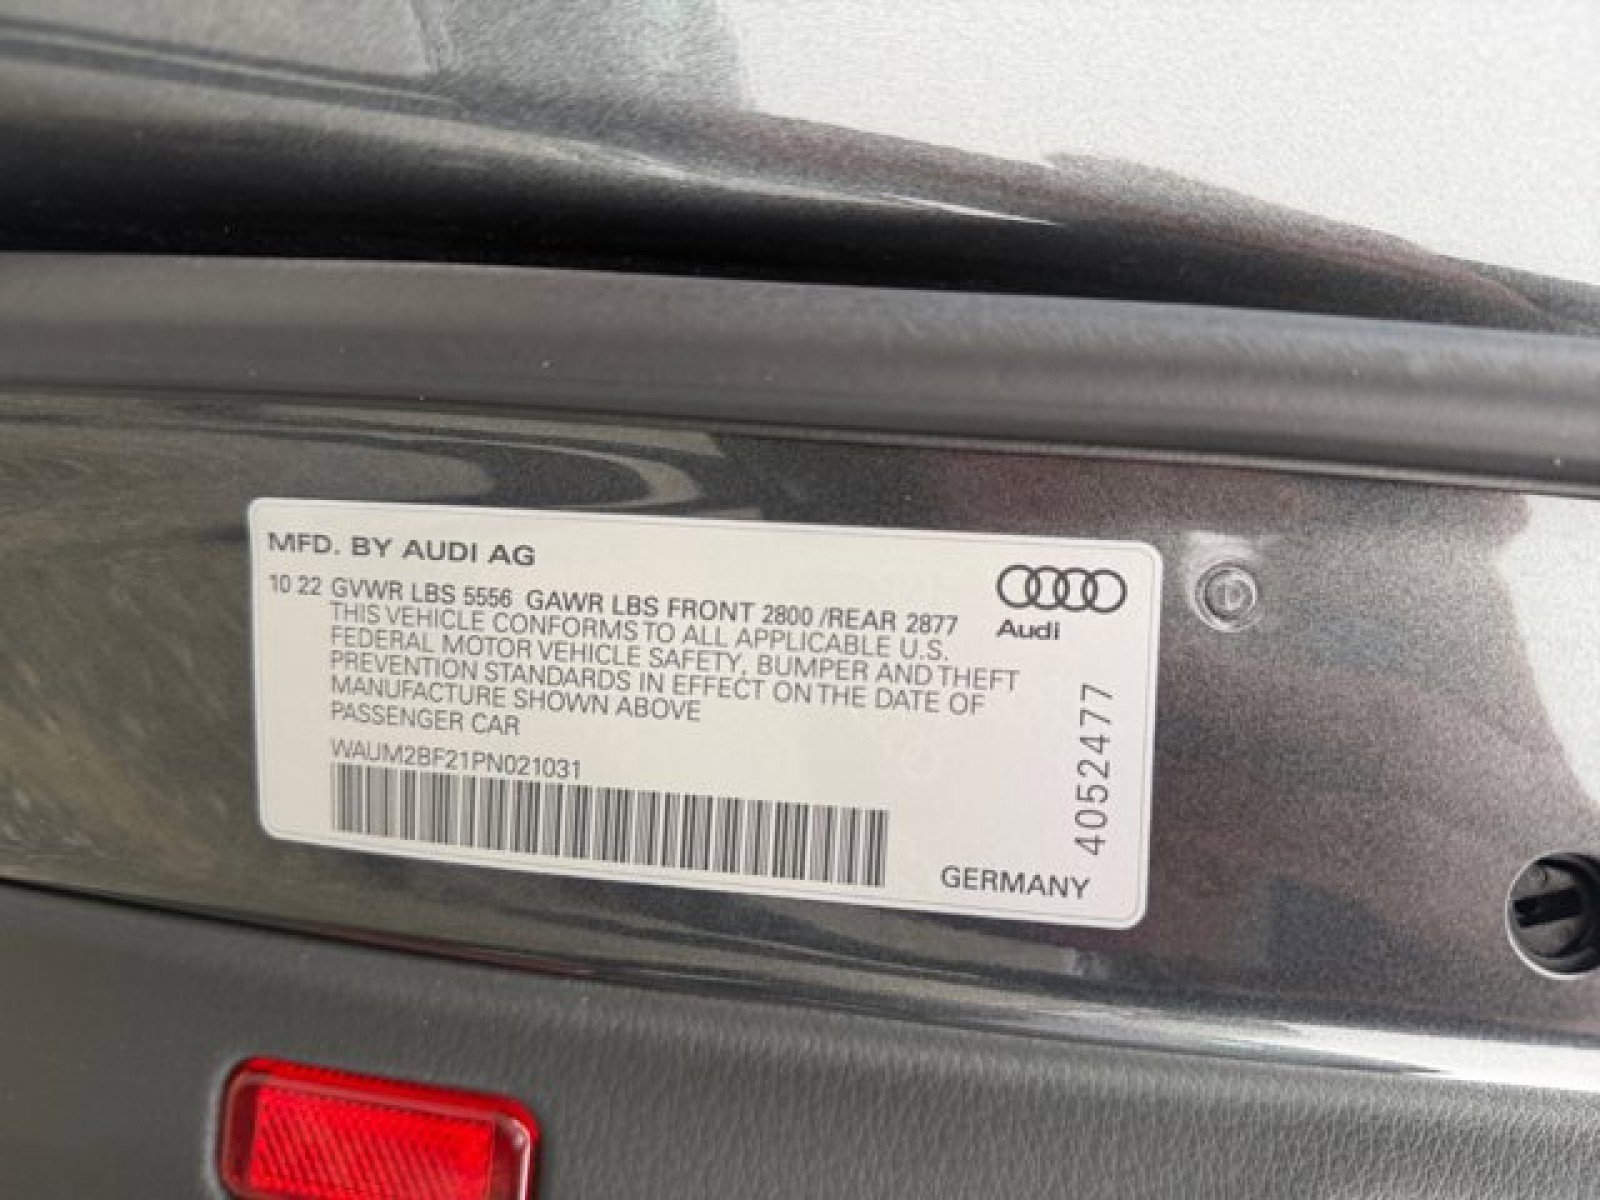 MFD. BY AUDI AG
10 22 GVWR LBS 5556 GAWR LBS FRONT 2800 /REAR 2877
THIS VEHICLE CONFORMS TO ALL APPLICABLE U.S.
FEDERAL MOTOR VEHICLE SAFETY, BUMPER AND THEFT
PREVENTION STANDARDS IN EFFECT ON THE DATE OF
MANUFACTURE SHOWN ABOVE
PASSENGER CAR
WAUM2BF21PN021031
Audi
4052477
GERMANY